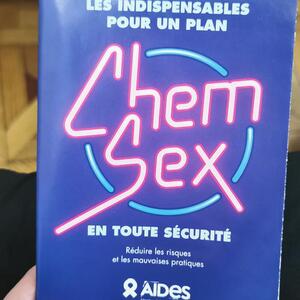 LES INDISPENSABLES
POUR UN PLAN
Chem
Sex
EN TOUTE SÉCURITÉ
Réduire les risques
et les mauvaises pratiques
AIDES